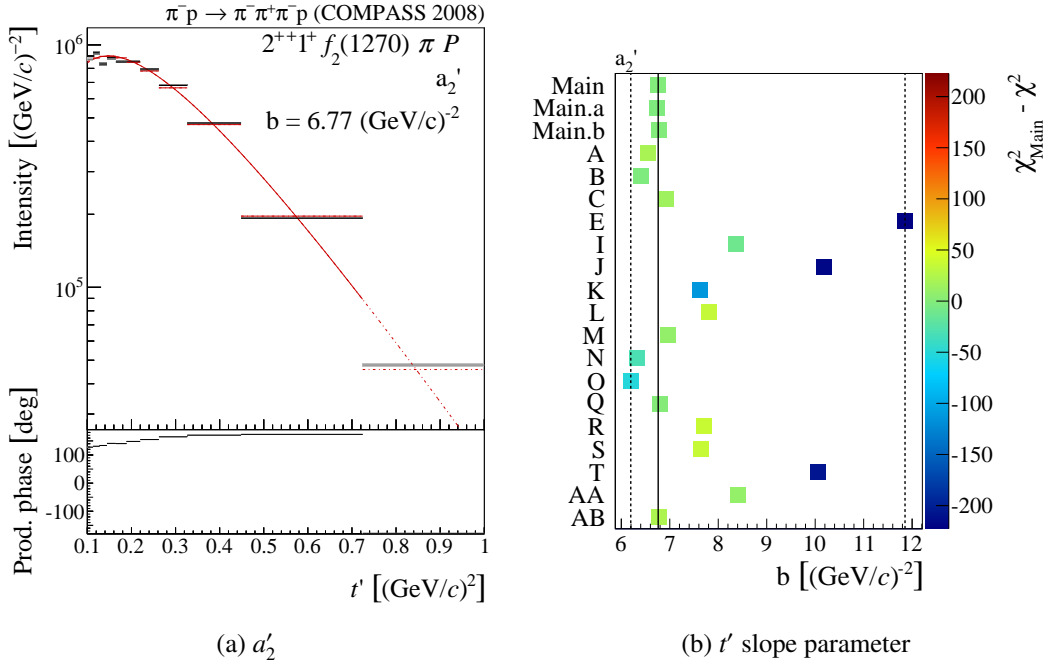 π⁻p → π⁻π⁺π⁻p (COMPASS 2008)
2⁺⁺1⁺ f₂(1270) π P
a₂'
b = 6.77 (GeV/c)⁻²
Intensity [(GeV/c)⁻²]
10⁶
10⁵
Prod. phase [deg]
100
0
-100
0.1 0.2 0.3 0.4 0.5 0.6 0.7 0.8 0.9 1
t' [(GeV/c)²]
(a) a₂′
a₂'
Main
Main.a
Main.b
A
B
C
E
I
J
K
L
M
N
O
Q
R
S
T
AA
AB
6 7 8 9 10 11 12
b [(GeV/c)⁻²]
200
150
100
50
0
-50
-100
-150
-200
χ²Main - χ²
(b) t′ slope parameter